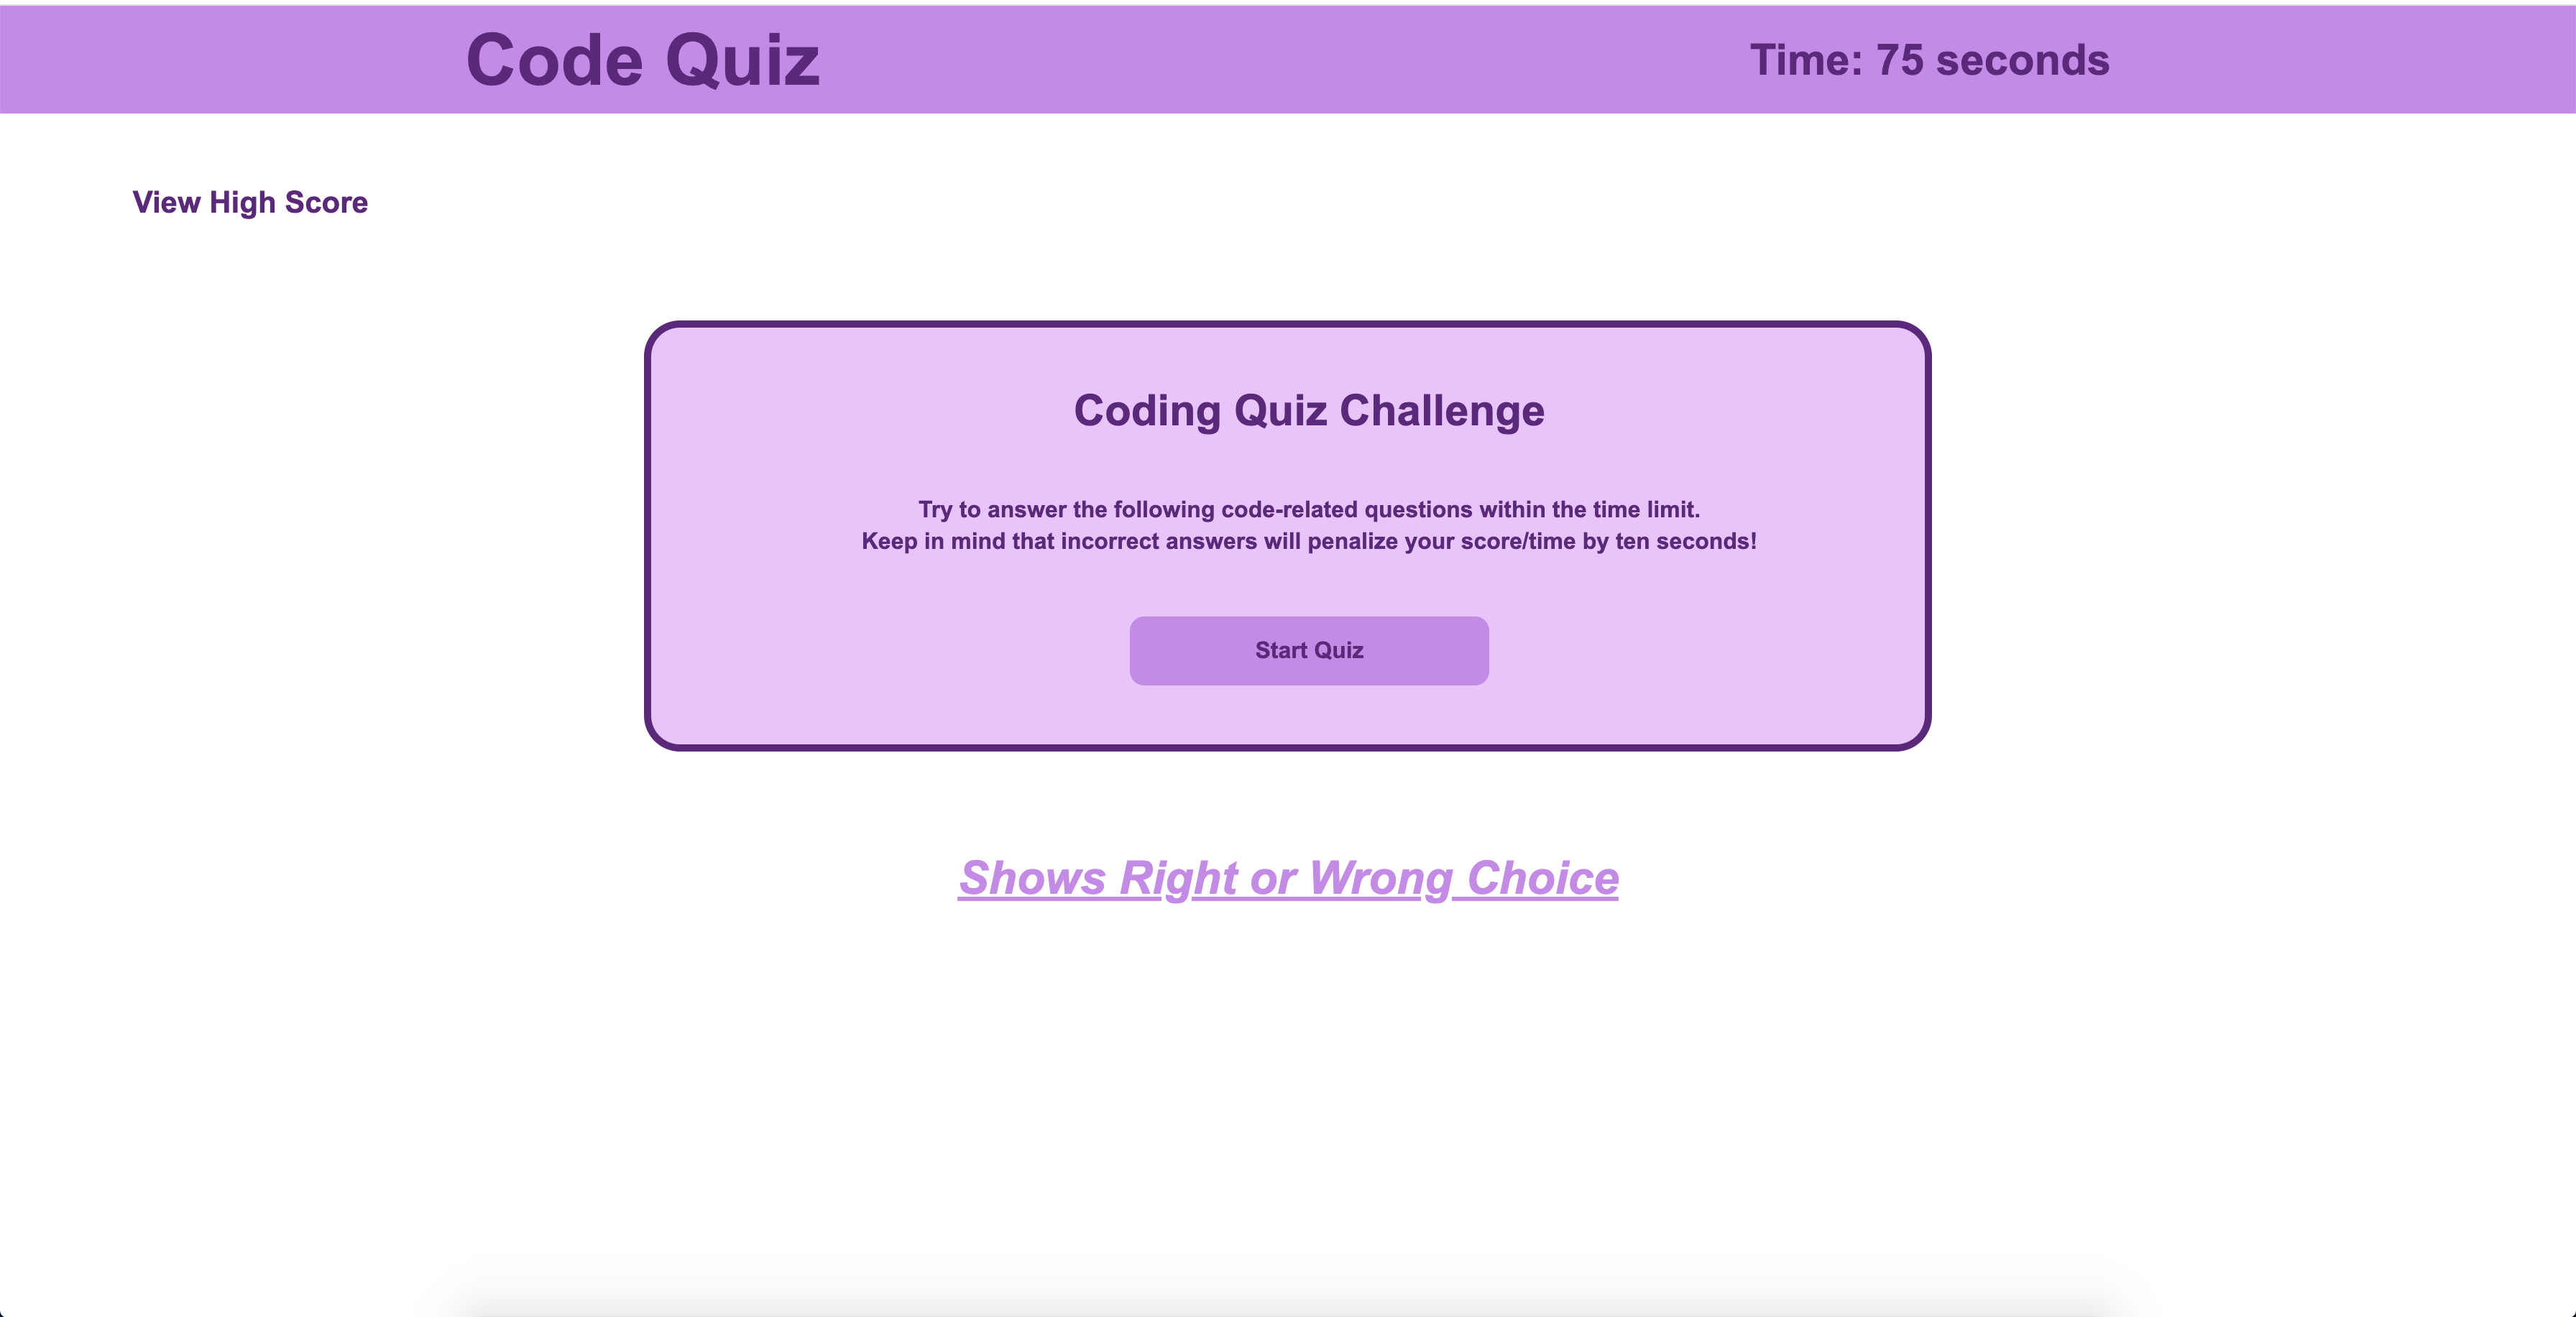 Code Quiz
Time: 75 seconds
View High Score
Coding Quiz Challenge
Try to answer the following code-related questions within the time limit.
Keep in mind that incorrect answers will penalize your score/time by ten seconds!
Start Quiz
Shows Right or Wrong Choice